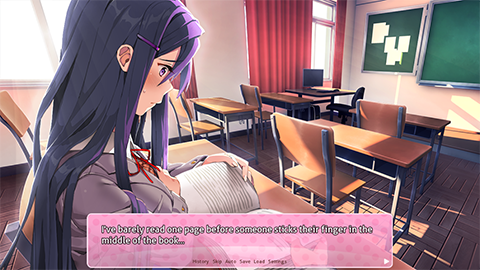 I've barely read one page before someone sticks their finger in the
middle of the book...
History Skip Auto Save Load Settings